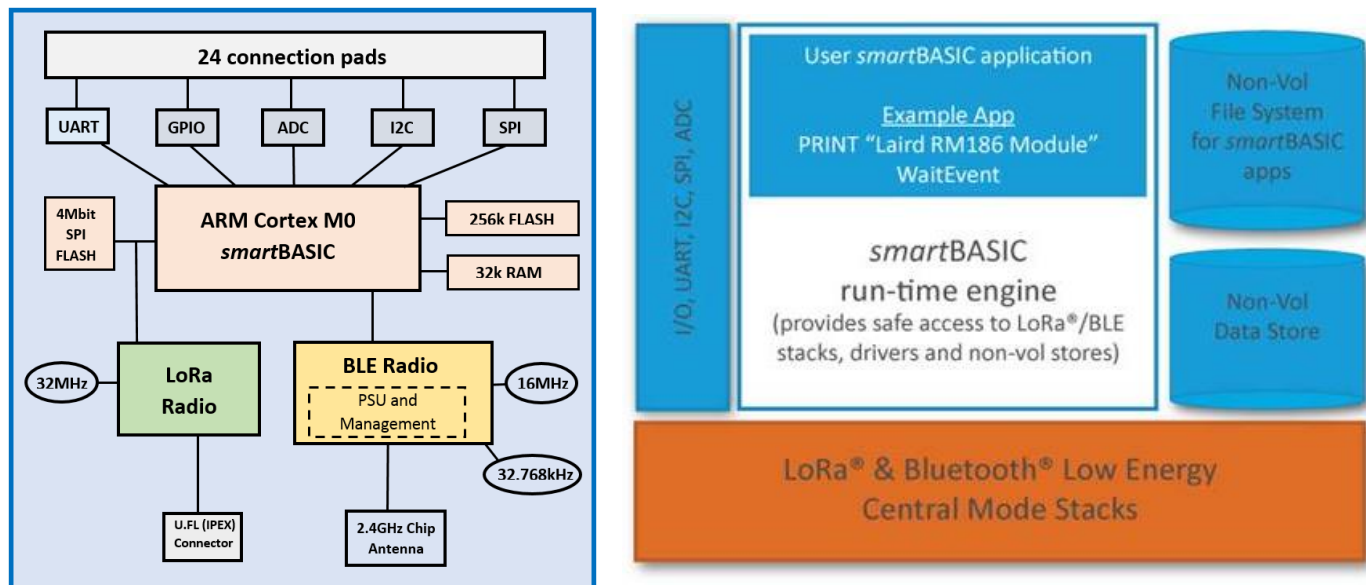 24 connection pads
UART
GPIO
ADC
I2C
SPI
4Mbit
SPI
FLASH
ARM Cortex M0
smartBASIC
256k FLASH
32k RAM
32MHz
LoRa
Radio
BLE Radio
PSU and
Management
16MHz
32.768kHz
U.FL (IPEX)
Connector
2.4GHz Chip
Antenna
I/O, UART, I2C, SPI, ADC
User smartBASIC application
Example App
PRINT “Laird RM186 Module”
WaitEvent
smartBASIC
run-time engine
(provides safe access to LoRa®/BLE
stacks, drivers and non-vol stores)
Non-Vol
File System
for smartBASIC
apps
Non-Vol
Data Store
LoRa® & Bluetooth® Low Energy
Central Mode Stacks